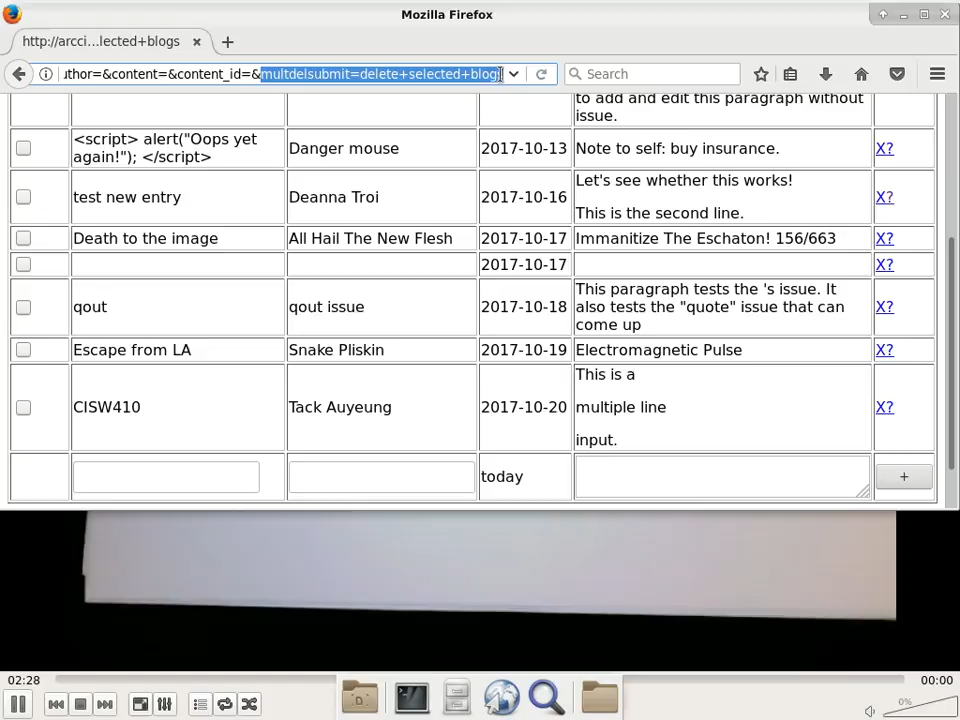 Mozilla Firefox
http://arcci...lected+blogs
ıthor=&content=&content_id=&multdelsubmit=delete+selected+blogs
Search
to add and edit this paragraph without
issue.
<script> alert("Oops yet
again!"); </script>
Danger mouse
2017-10-13
Note to self: buy insurance.
X?
test new entry
Deanna Troi
2017-10-16
Let's see whether this works!
This is the second line.
X?
Death to the image
All Hail The New Flesh
2017-10-17
Immanitize The Eschaton! 156/663
X?
2017-10-17
X?
qout
qout issue
2017-10-18
This paragraph tests the 's issue. It
also tests the "quote" issue that can
come up
X?
Escape from LA
Snake Pliskin
2017-10-19
Electromagnetic Pulse
X?
CISW410
Tack Auyeung
2017-10-20
This is a
multiple line
input.
X?
today
+
02:28
00:00
0%